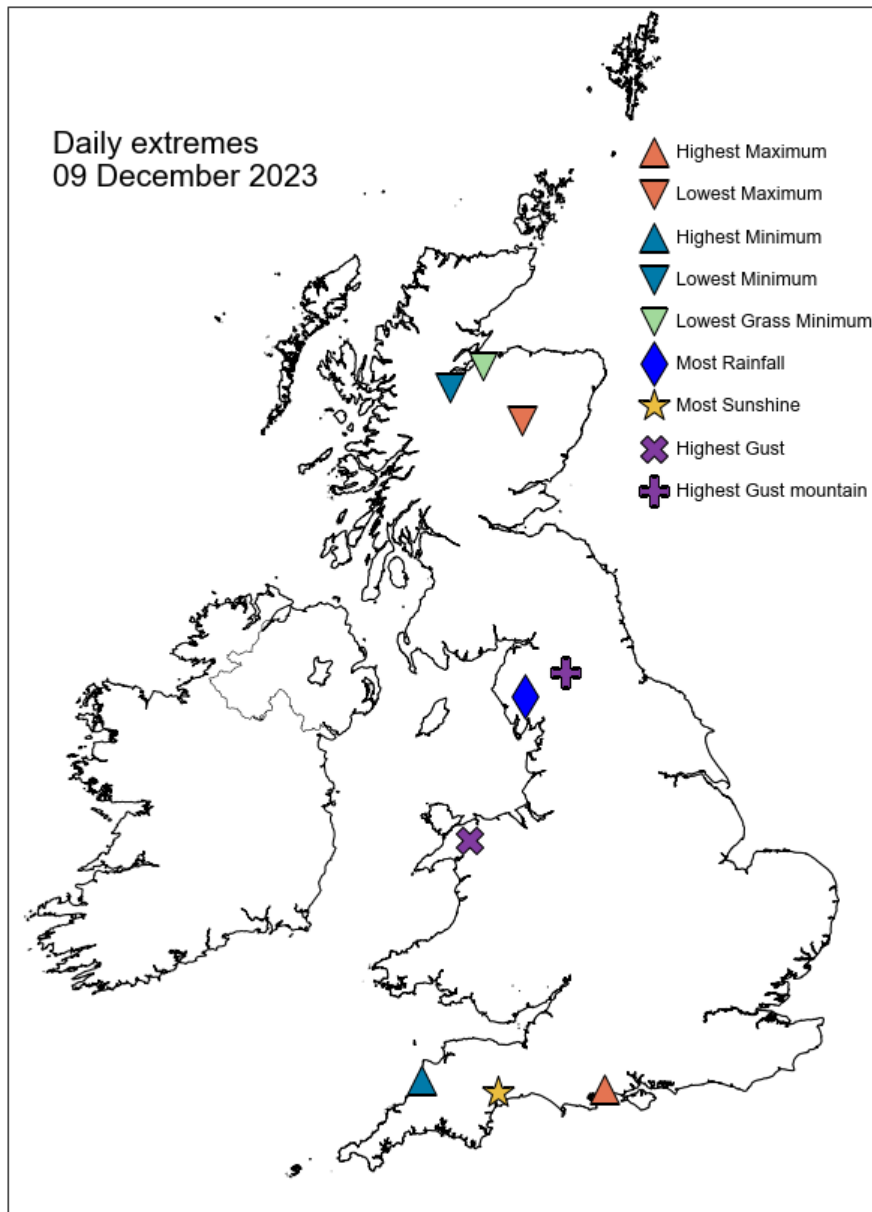 Daily extremes
09 December 2023
Highest Maximum
Lowest Maximum
Highest Minimum
Lowest Minimum
Lowest Grass Minimum
Most Rainfall
Most Sunshine
Highest Gust
Highest Gust mountain